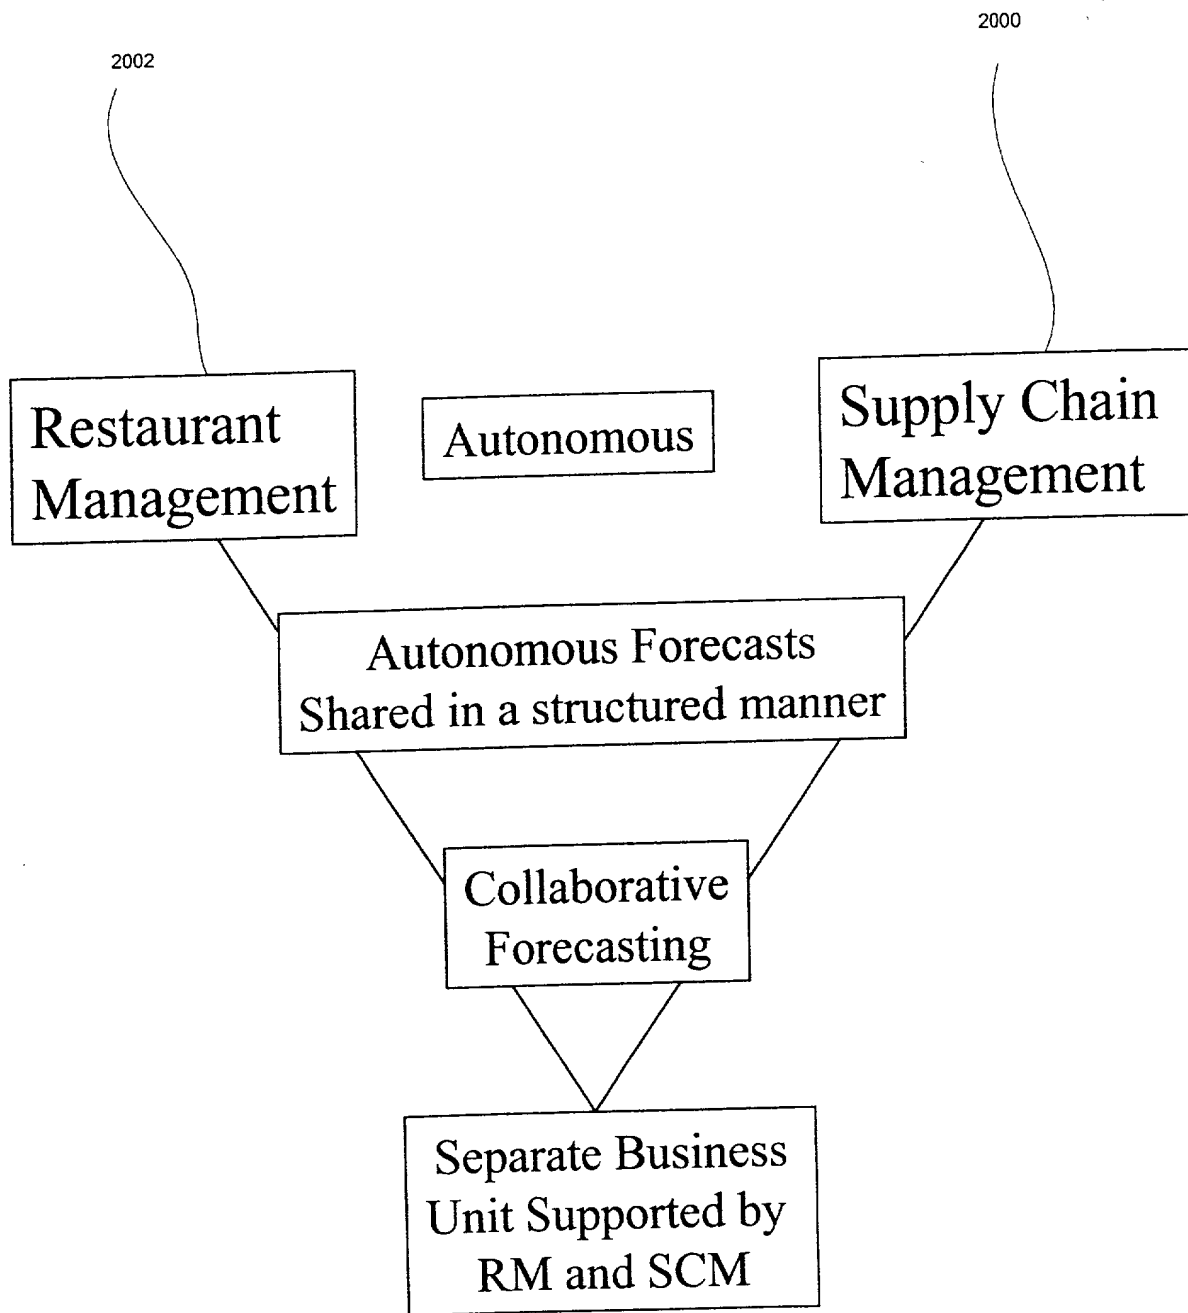 2002
2000
Restaurant
Management
Autonomous
Supply Chain
Management
Autonomous Forecasts
Shared in a structured manner
Collaborative
Forecasting
Separate Business
Unit Supported by
RM and SCM